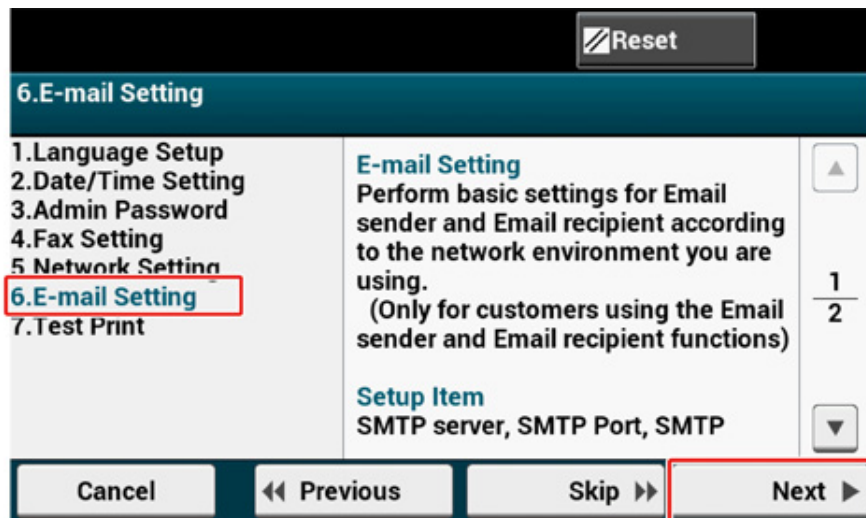 Reset
6.E-mail Setting
1.Language Setup
2.Date/Time Setting
3.Admin Password
4.Fax Setting
5.Network Setting
6.E-mail Setting
7.Test Print
E-mail Setting
Perform basic settings for Email
sender and Email recipient according
to the network environment you are
using.
(Only for customers using the Email
sender and Email recipient functions)
Setup Item
SMTP server, SMTP Port, SMTP
1
2
Cancel
Previous
Skip
Next